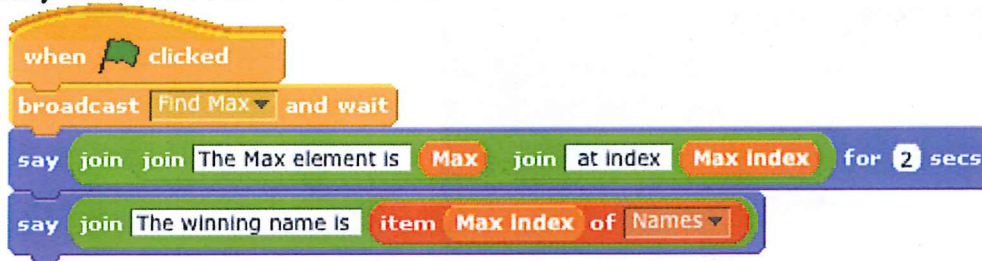 when clicked
broadcast Find Max and wait
say join join The Max element is Max join at index Max Index for 2 secs
say join The winning name is item Max Index of Names